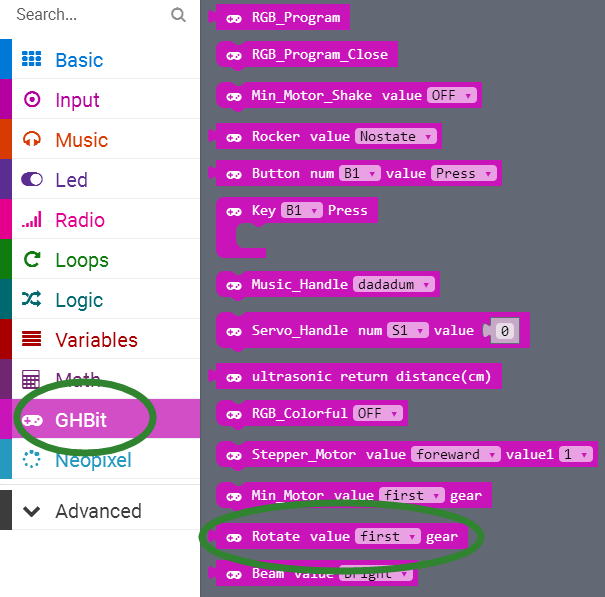 Search...
Basic
Input
Music
Led
Radio
Loops
Logic
Variables
Math
GHBit
Neopixel
Advanced
RGB_Program
RGB_Program_Close
Min_Motor_Shake value OFF
Rocker value Nostate
Button num B1 value Press
Key B1 Press
Music_Handle dadadum
Servo_Handle num S1 value 0
ultrasonic return distance(cm)
RGB_Colorful OFF
Stepper_Motor value foreward value1 1
Min_Motor value first gear
Rotate value first gear
Beam value Bright